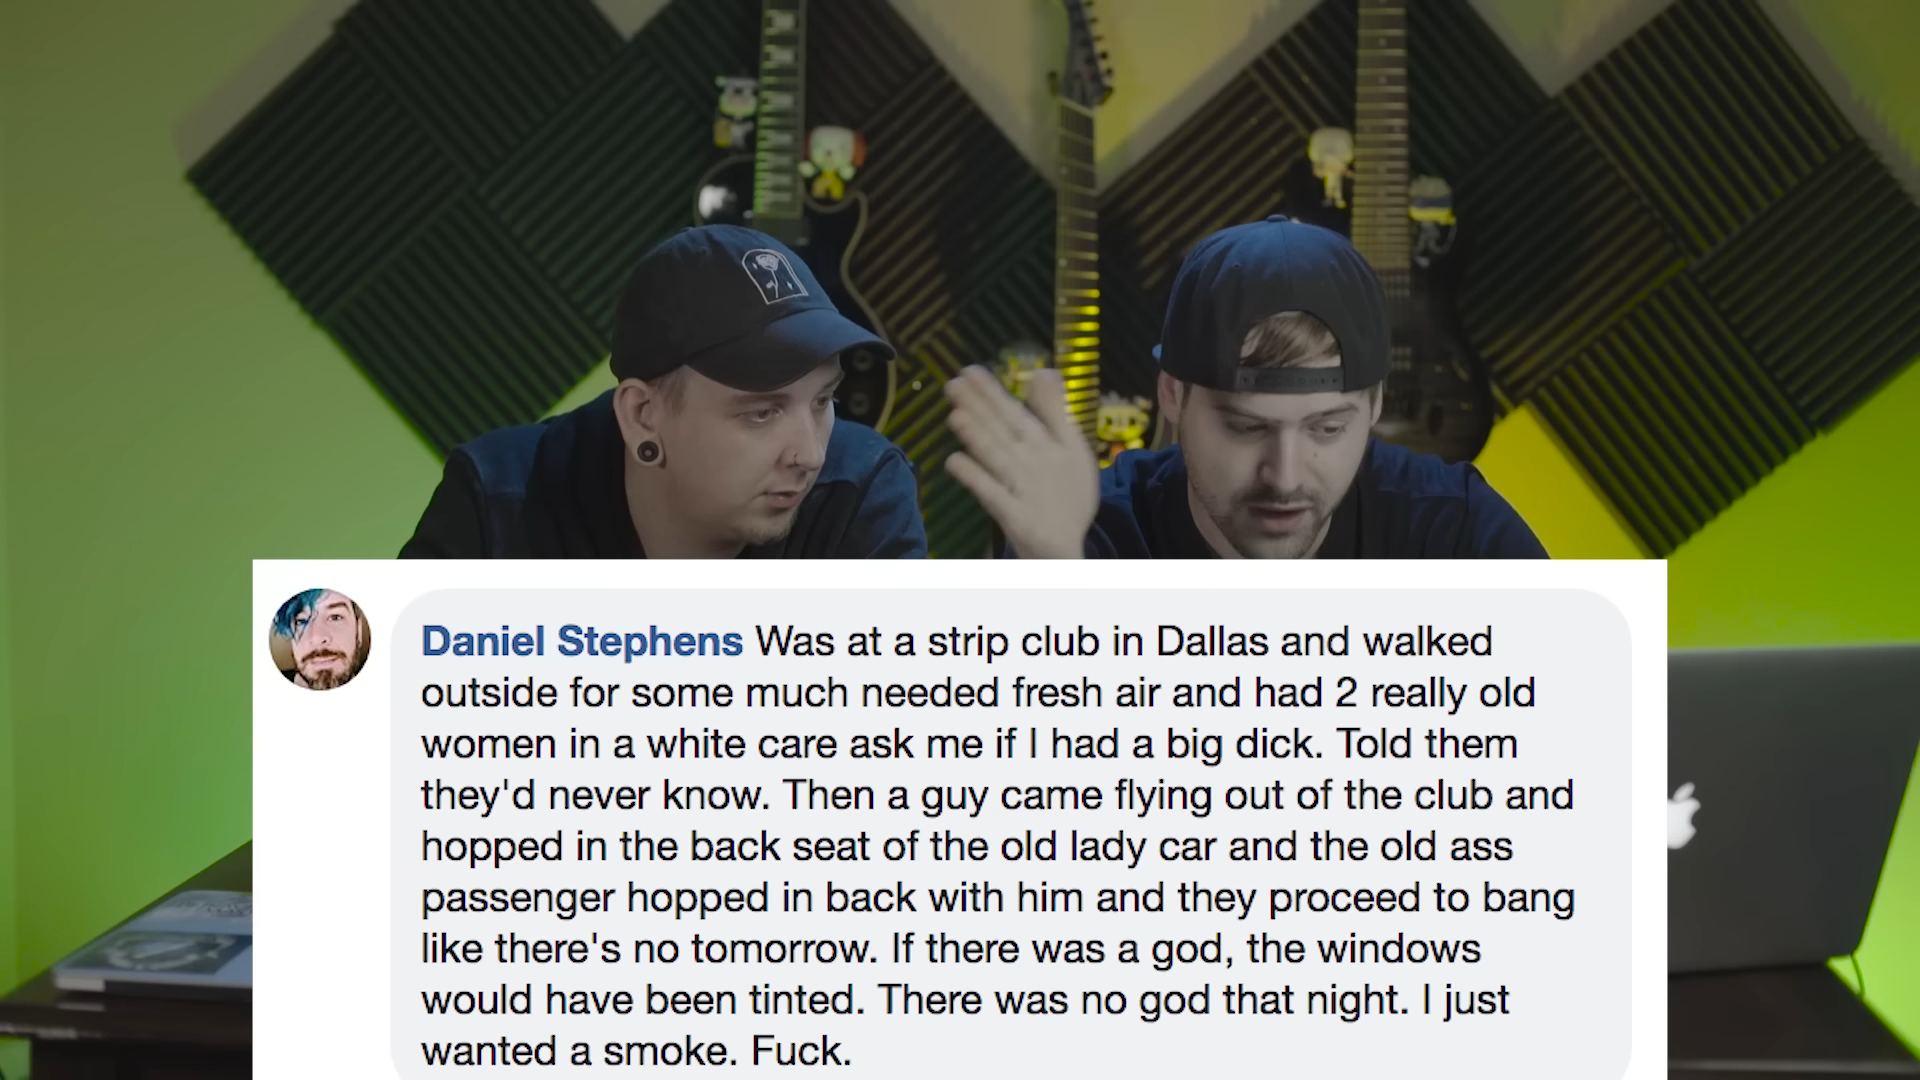 Daniel Stephens Was at a strip club in Dallas and walked
outside for some much needed fresh air and had 2 really old
women in a white care ask me if I had a big dick. Told them
they'd never know. Then a guy came flying out of the club and
hopped in the back seat of the old lady car and the old ass
passenger hopped in back with him and they proceed to bang
like there's no tomorrow. If there was a god, the windows
would have been tinted. There was no god that night. I just
wanted a smoke. Fuck.